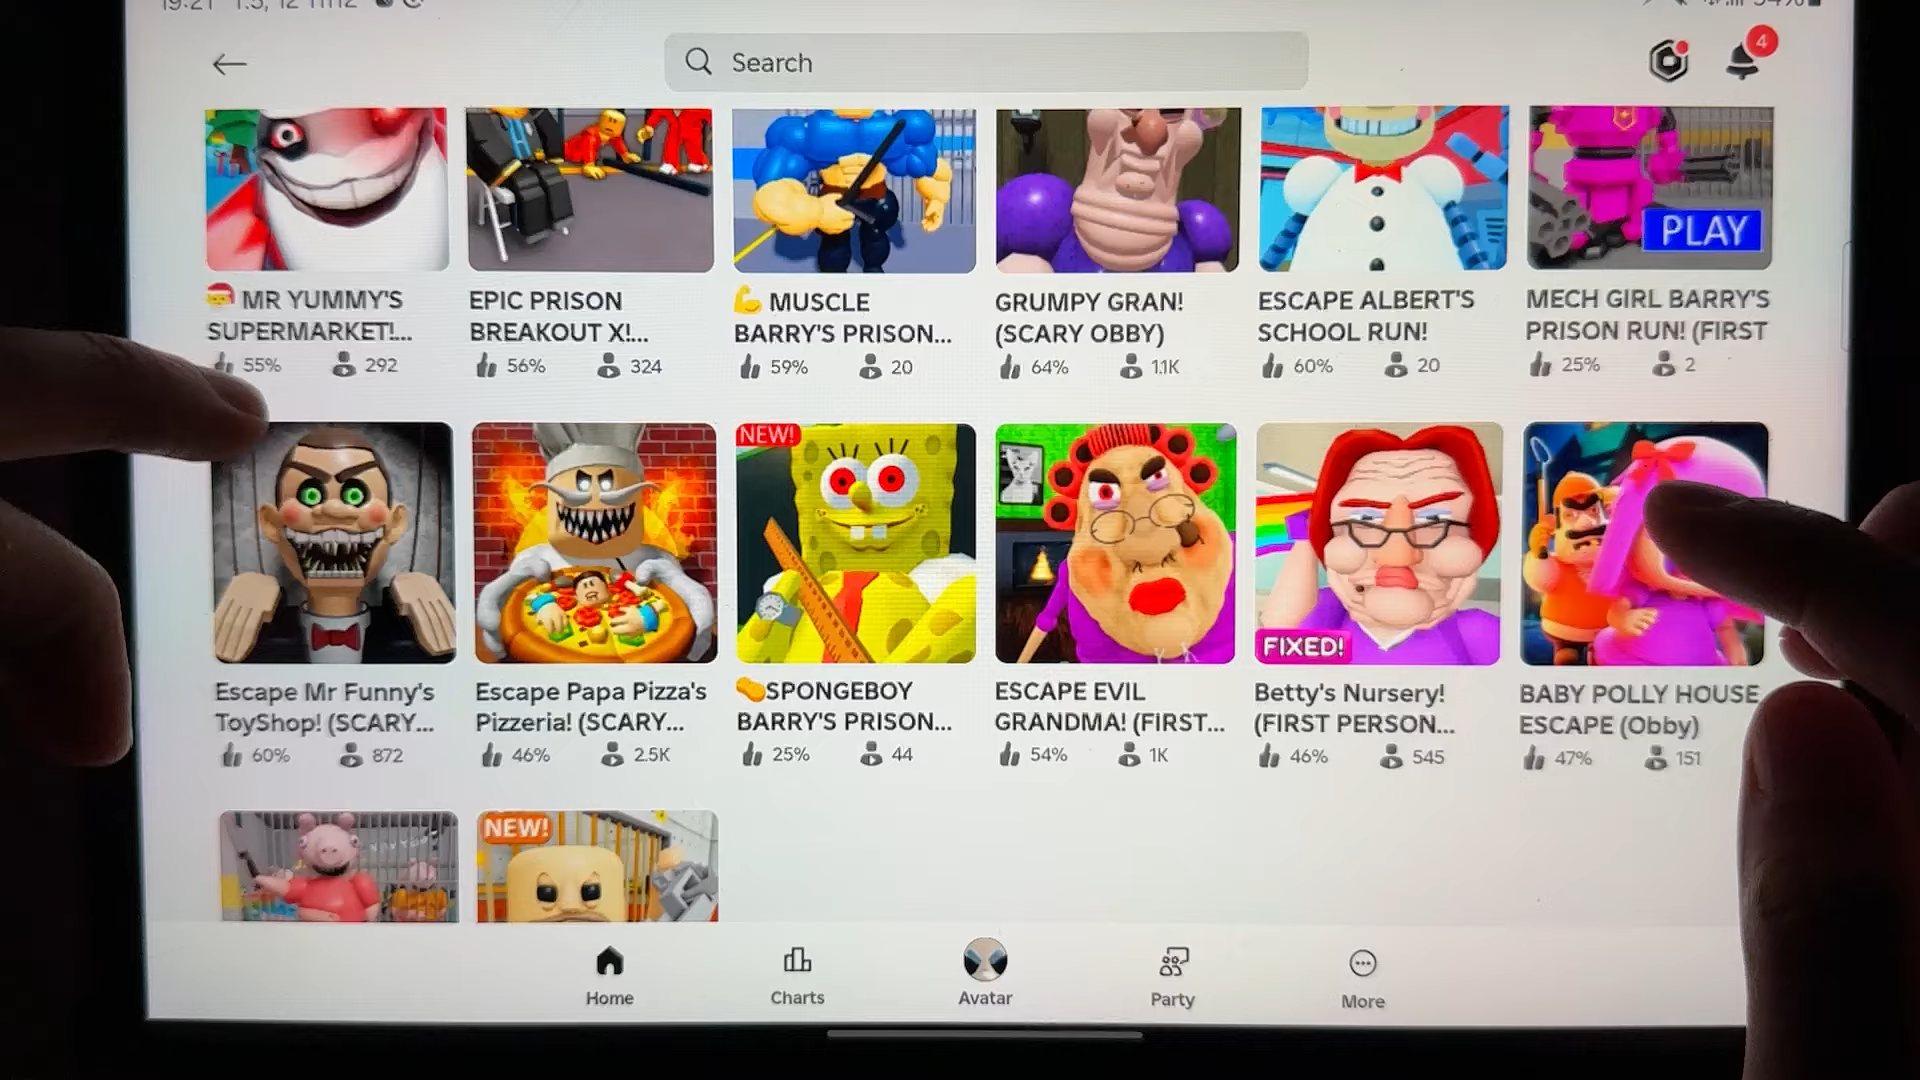 Search
4
PLAY
MR YUMMY'S
SUPERMARKET!...
55% 292
EPIC PRISON
BREAKOUT X!...
56% 324
MUSCLE
BARRY'S PRISON...
59% 20
GRUMPY GRAN!
(SCARY OBBY)
64% 1.1K
ESCAPE ALBERT'S
SCHOOL RUN!
60% 20
MECH GIRL BARRY'S
PRISON RUN! (FIRST
25% 2
NEW!
FIXED!
Escape Mr Funny's
ToyShop! (SCARY...
60% 872
Escape Papa Pizza's
Pizzeria! (SCARY...
46% 2.5K
SPONGEBOY
BARRY'S PRISON...
25% 44
ESCAPE EVIL
GRANDMA! (FIRST...
54% 1K
Betty's Nursery!
(FIRST PERSON...
46% 545
BABY POLLY HOUSE
ESCAPE (Obby)
47% 151
NEW!
Home
Charts
Avatar
Party
More